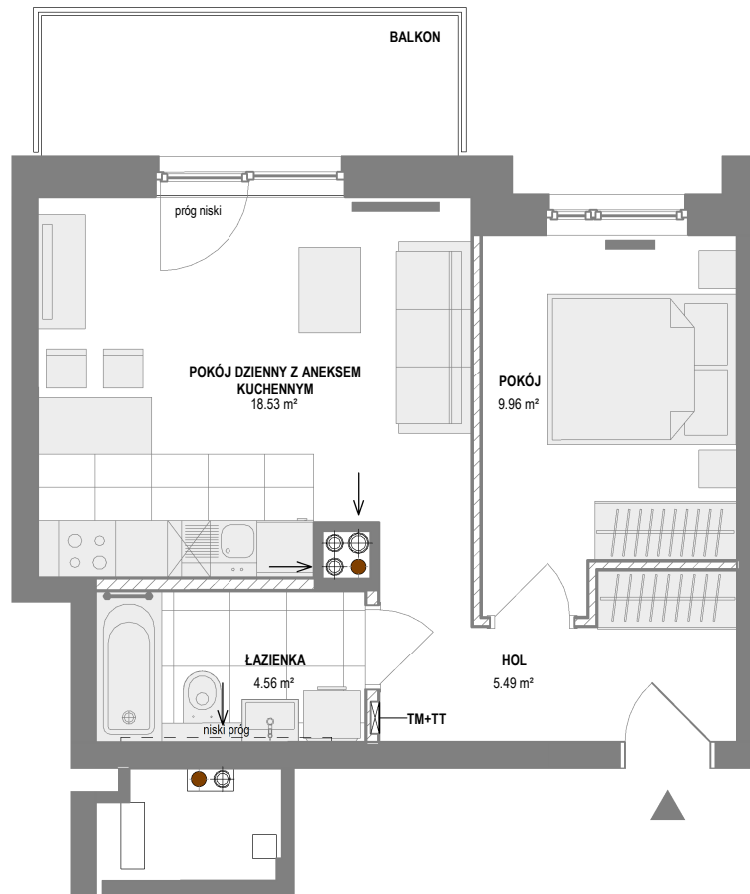 BALKON
próg niski
POKÓJ DZIENNY Z ANEKSEM
KUCHENNYM
18.53 m²
POKÓJ
9.96 m²
ŁAZIENKA
4.56 m²
HOL
5.49 m²
TM+TT
niski próg